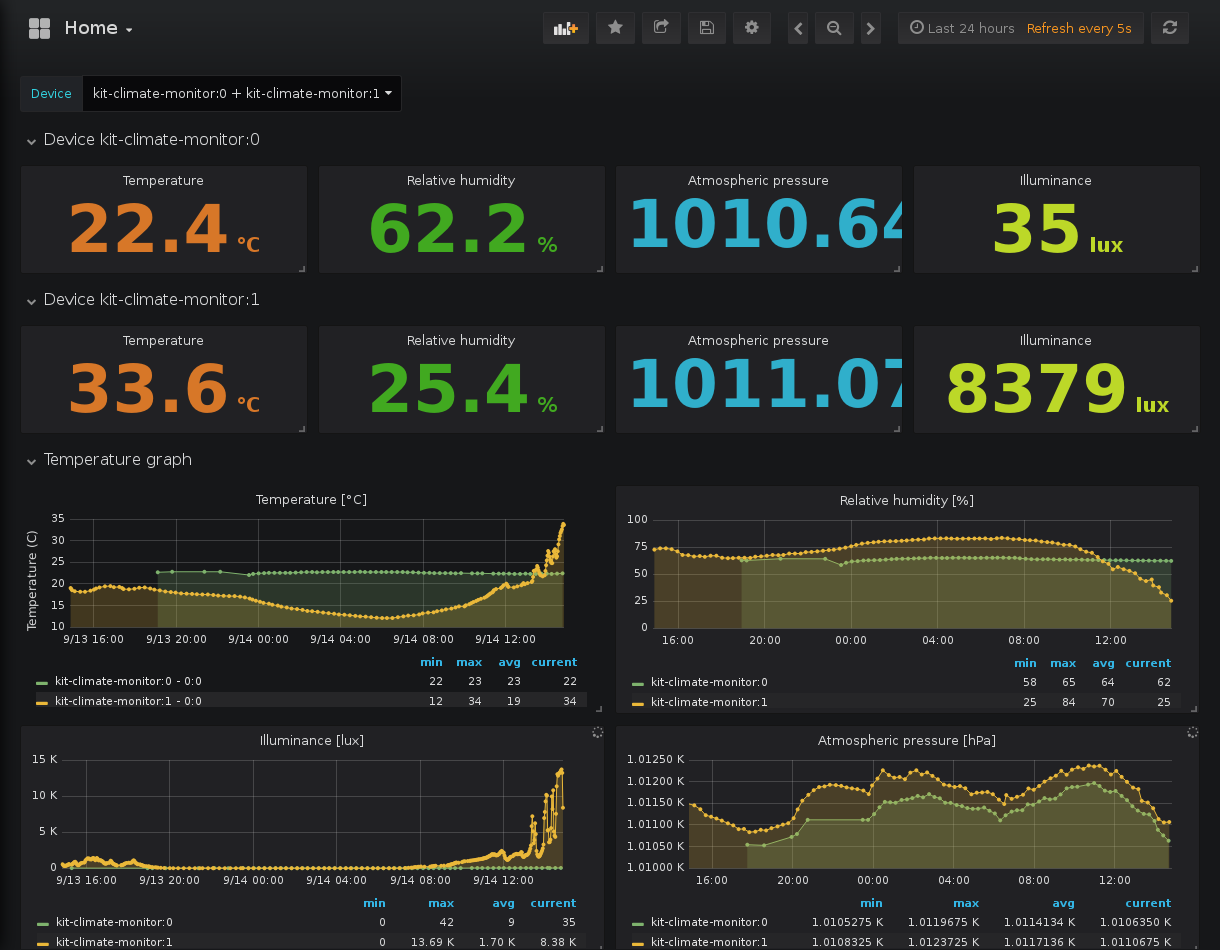 Home
Last 24 hours Refresh every 5s
Device kit-climate-monitor:0 + kit-climate-monitor:1
Device kit-climate-monitor:0
Temperature Relative humidity Atmospheric pressure Illuminance
22.4 °C 62.2 % 1010.64 35 lux
Device kit-climate-monitor:1
Temperature Relative humidity Atmospheric pressure Illuminance
33.6 °C 25.4 % 1011.07 8379 lux
Temperature graph
Temperature [°C]
Temperature (C)
35
30
25
20
15
10
9/13 16:00 9/13 20:00 9/14 00:00 9/14 04:00 9/14 08:00 9/14 12:00
min max avg current
kit-climate-monitor:0 - 0:0 22 23 23 22
kit-climate-monitor:1 - 0:0 12 34 19 34
Relative humidity [%]
100
75
50
25
0
16:00 20:00 00:00 04:00 08:00 12:00
min max avg current
kit-climate-monitor:0 58 65 64 62
kit-climate-monitor:1 25 84 70 25
Illuminance [lux]
15 K
10 K
5 K
0
9/13 16:00 9/13 20:00 9/14 00:00 9/14 04:00 9/14 08:00 9/14 12:00
min max avg current
kit-climate-monitor:0 0 42 9 35
kit-climate-monitor:1 0 13.69 K 1.70 K 8.38 K
Atmospheric pressure [hPa]
1.01250 K
1.01200 K
1.01150 K
1.01100 K
1.01050 K
1.01000 K
16:00 20:00 00:00 04:00 08:00 12:00
min max avg current
kit-climate-monitor:0 1.0105275 K 1.0119675 K 1.0114134 K 1.0106350 K
kit-climate-monitor:1 1.0108325 K 1.0123725 K 1.0117136 K 1.0110675 K